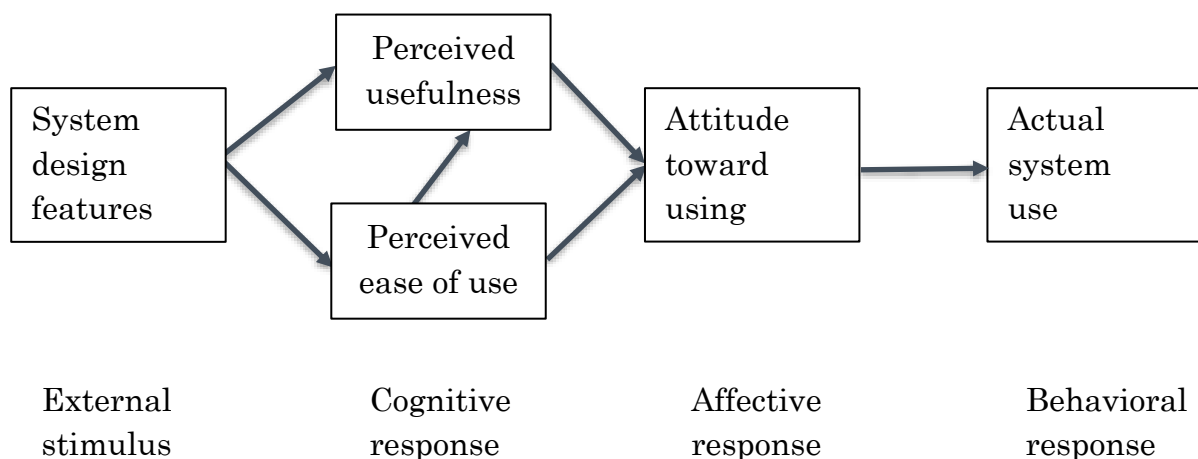 System
design
features
Perceived
usefulness
Perceived
ease of use
Attitude
toward
using
Actual
system
use
External
stimulus
Cognitive
response
Affective
response
Behavioral
response